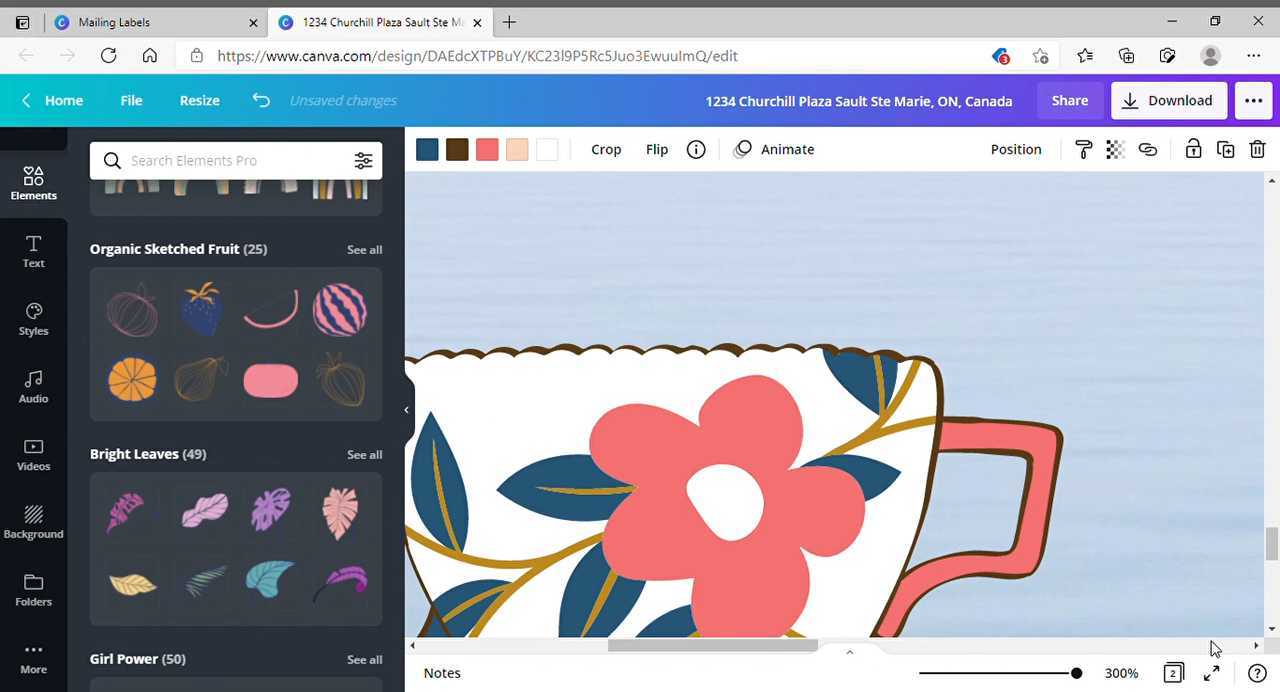 Mailing Labels
1234 Churchill Plaza Sault Ste Ma
https://www.canva.com/design/DAEdcXTPBuY/KC23l9P5Rc5Juo3EwuuImQ/edit
3
Home
File
Resize
Unsaved changes
1234 Churchill Plaza Sault Ste Marie, ON, Canada
Share
Download
Search Elements Pro
Crop
Flip
Animate
Position
Elements
Text
Styles
Audio
Videos
Background
Folders
More
Organic Sketched Fruit (25)
See all
Bright Leaves (49)
See all
Girl Power (50)
See all
Notes
300%
2